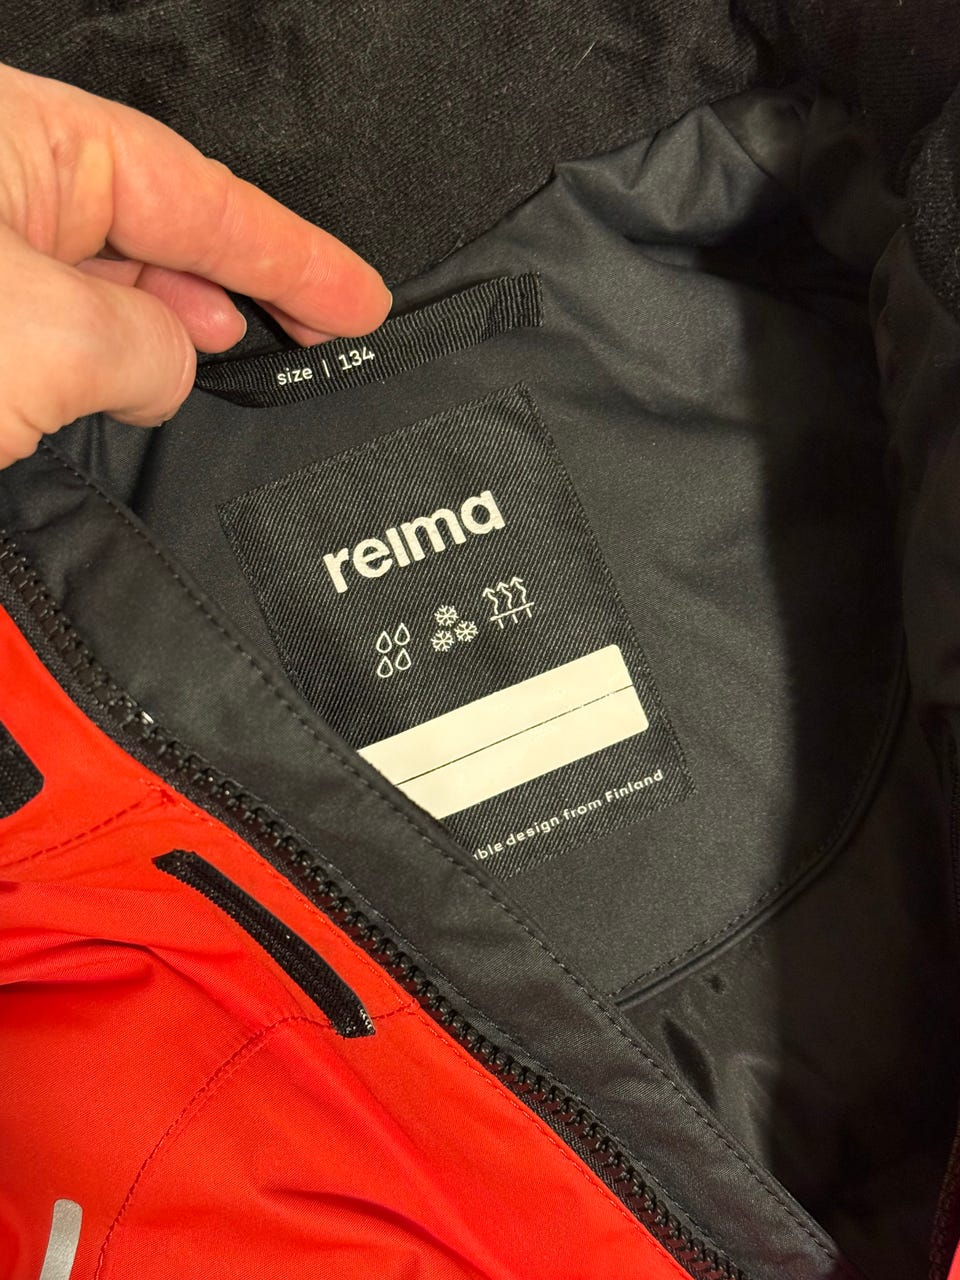 size | 134
reima
design from Finland